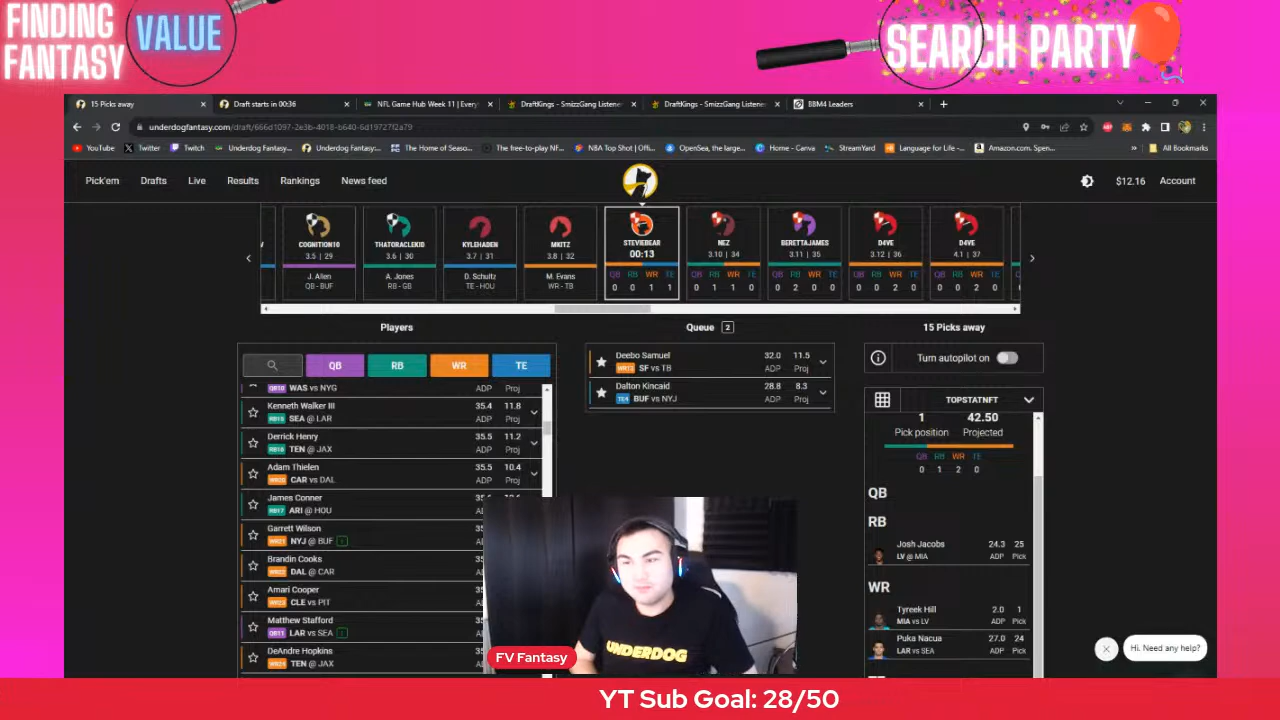 FINDING
FANTASY
VALUE
SEARCH PARTY
15 Picks away
Draft starts in 00:36
NFL Game Hub Week 11 | Every
DraftKings - SmizzGang Listene
DraftKings - SmizzGang Listene
BBM4 Leaders
underdogfantasy.com/draft/666d1097-2e3b-4018-b640-6d19727f2a79
YouTube
Twitter
Twitch
Underdog Fantasy...
Underdog Fantasy:...
The Home of Seaso...
The free-to-play NF...
NBA Top Shot | Offi...
OpenSea, the large...
Home - Canva
StreamYard
Language for Life -...
Amazon.com. Spen...
All Bookmarks
Pick'em
Drafts
Live
Results
Rankings
News feed
$12.16
Account
COGNITION10
3.5 | 29
J. Allen
QB - BUF
THATORACLEKID
3.6 | 30
A. Jones
RB - GB
KYLEHADEN
3.7 | 31
D. Schultz
TE - HOU
MKITZ
3.8 | 32
M. Evans
WR - TB
STEVIEBEAR
00:13
QB RB WR TE
0 0 1 1
NEZ
3.10 | 34
QB RB WR TE
0 1 1 0
BERETTAJAMES
3.11 | 35
QB RB WR TE
0 2 0 0
D4VE
3.12 | 36
QB RB WR TE
0 0 2 0
D4VE
4.1 | 37
QB RB WR TE
0 0 2 0
Players
QB
RB
WR
TE
WAS vs NYG
ADP Proj
Kenneth Walker III 35.4 11.8
SEA @ LAR ADP Proj
Derrick Henry 35.5 11.2
RB16 TEN @ JAX ADP Proj
Adam Thielen 35.5 10.4
CAR vs DAL ADP Proj
James Conner
RB17 ARI @ HOU
Garrett Wilson
NYJ @ BUF
Brandin Cooks
DAL @ CAR
Amari Cooper
CLE vs PIT
Matthew Stafford
QB11 LAR vs SEA
DeAndre Hopkins
TEN @ JAX
Queue 2
Deebo Samuel 32.0 11.5
SF vs TB ADP Proj
Dalton Kincaid 28.8 8.3
BUF vs NYJ ADP Proj
15 Picks away
Turn autopilot on
TOPSTATNFT
1 42.50
Pick position Projected
QB RB WR TE
0 1 2 0
QB
RB
Josh Jacobs 24.3 25
LV @ MIA ADP Pick
WR
Tyreek Hill 2.0 1
MIA vs LV ADP Pick
Puka Nacua 27.0 24
LAR vs SEA ADP Pick
Hi. Need any help?
UNDERDOG
FV Fantasy
YT Sub Goal: 28/50